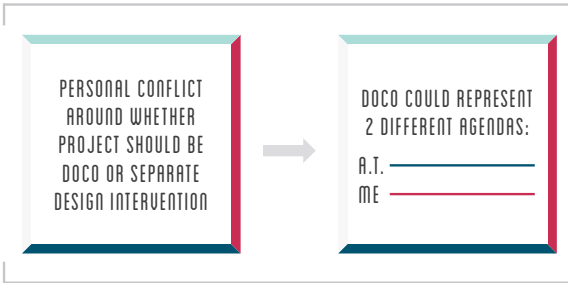 PERSONAL CONFLICT
AROUND WHETHER
PROJECT SHOULD BE
DOCO OR SEPARATE
DESIGN INTERVENTION
DOCO COULD REPRESENT
2 DIFFERENT AGENDAS:
A.T.
ME